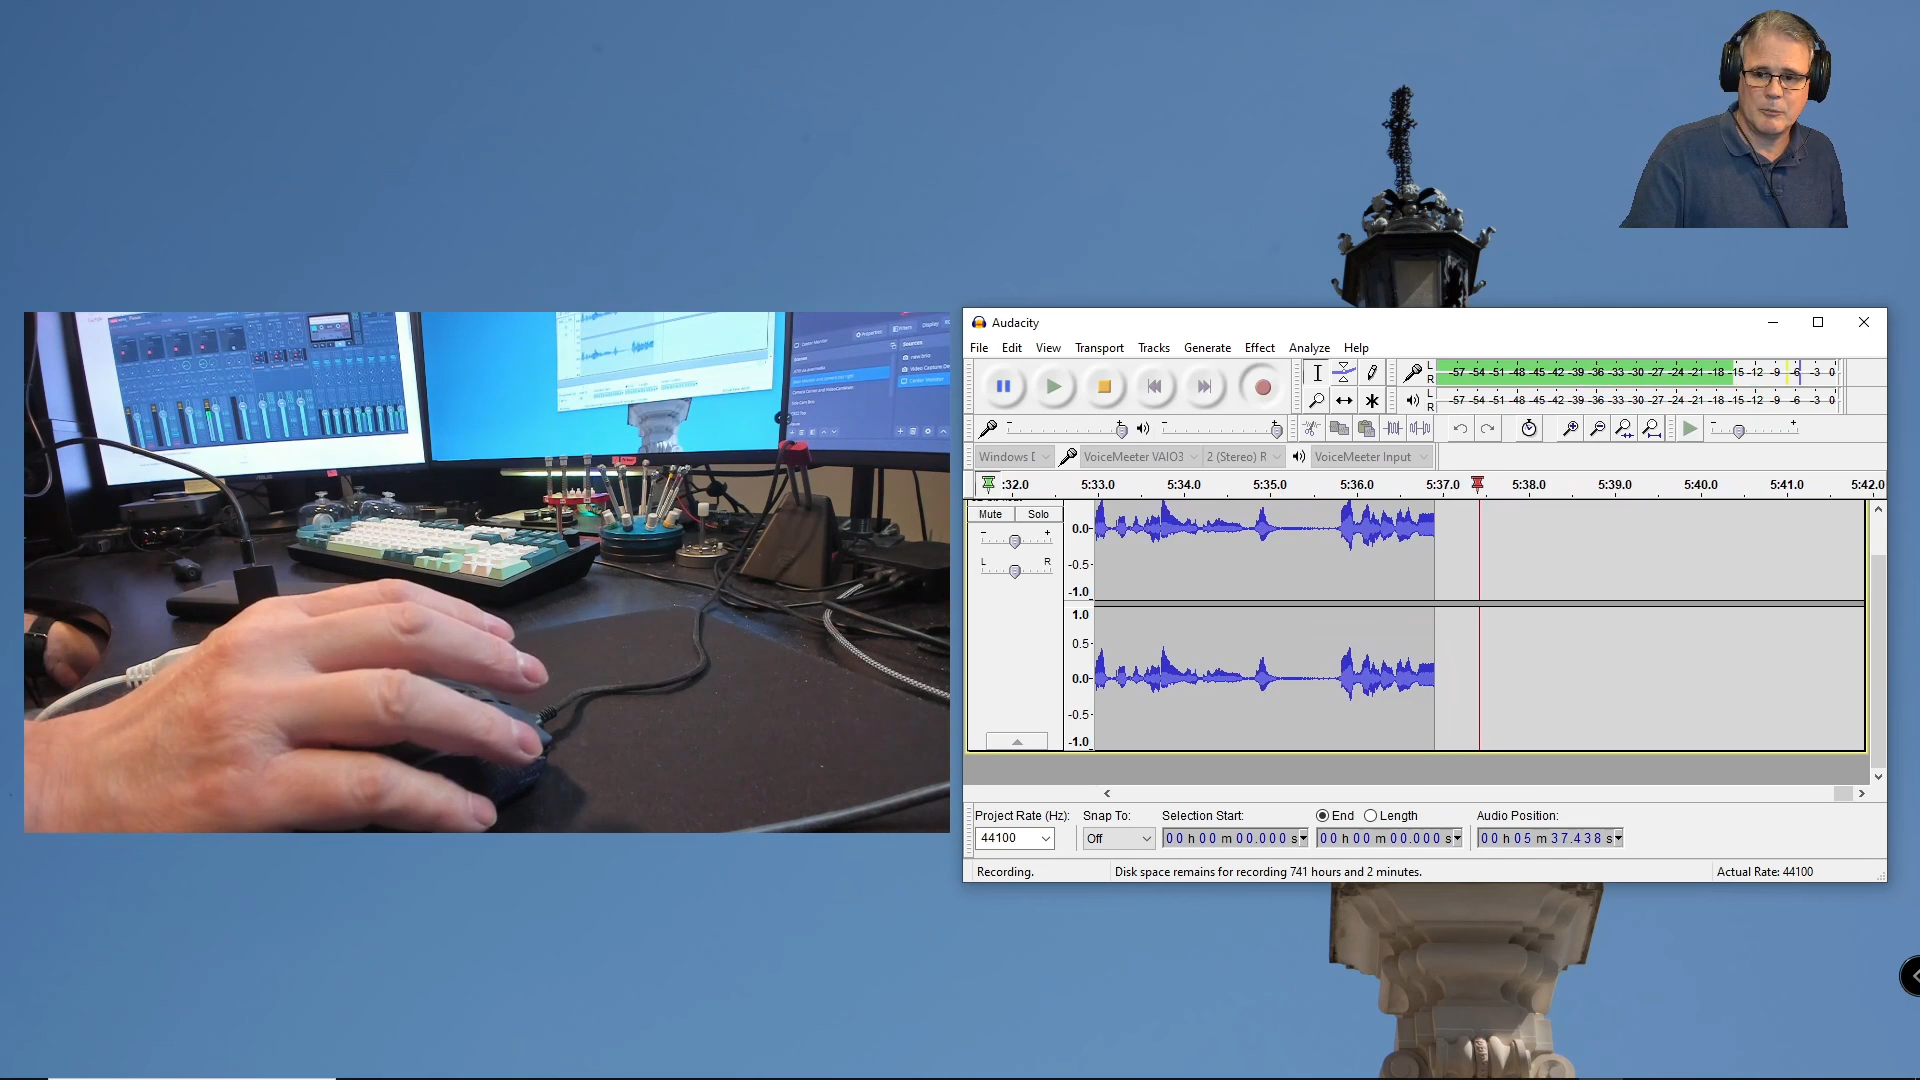 Audacity
File Edit View Transport Tracks Generate Effect Analyze Help
L
R
-57 -54 -51 -48 -45 -42 -39 -36 -33 -30 -27 -24 -21 -18 -15 -12 -9 -6 -3 0
L
R
-57 -54 -51 -48 -45 -42 -39 -36 -33 -30 -27 -24 -21 -18 -15 -12 -9 -6 -3 0
VoiceMeeter VAIO3 2 (Stereo) R VoiceMeeter Input
:32.0 5:33.0 5:34.0 5:35.0 5:36.0 5:37.0 5:38.0 5:39.0 5:40.0 5:41.0 5:42.0
Mute Solo
0.0
L R
-0.5
-1.0
1.0
0.5
0.0
-0.5
-1.0
Project Rate (Hz): Snap To: Selection Start: End Length Audio Position:
44100 Off 00 h 00 m 00.000 s 00 h 00 m 00.000 s 00 h 05 m 37.438 s
Recording. Disk space remains for recording 741 hours and 2 minutes. Actual Rate: 44100
Properties Filters Display
Sources